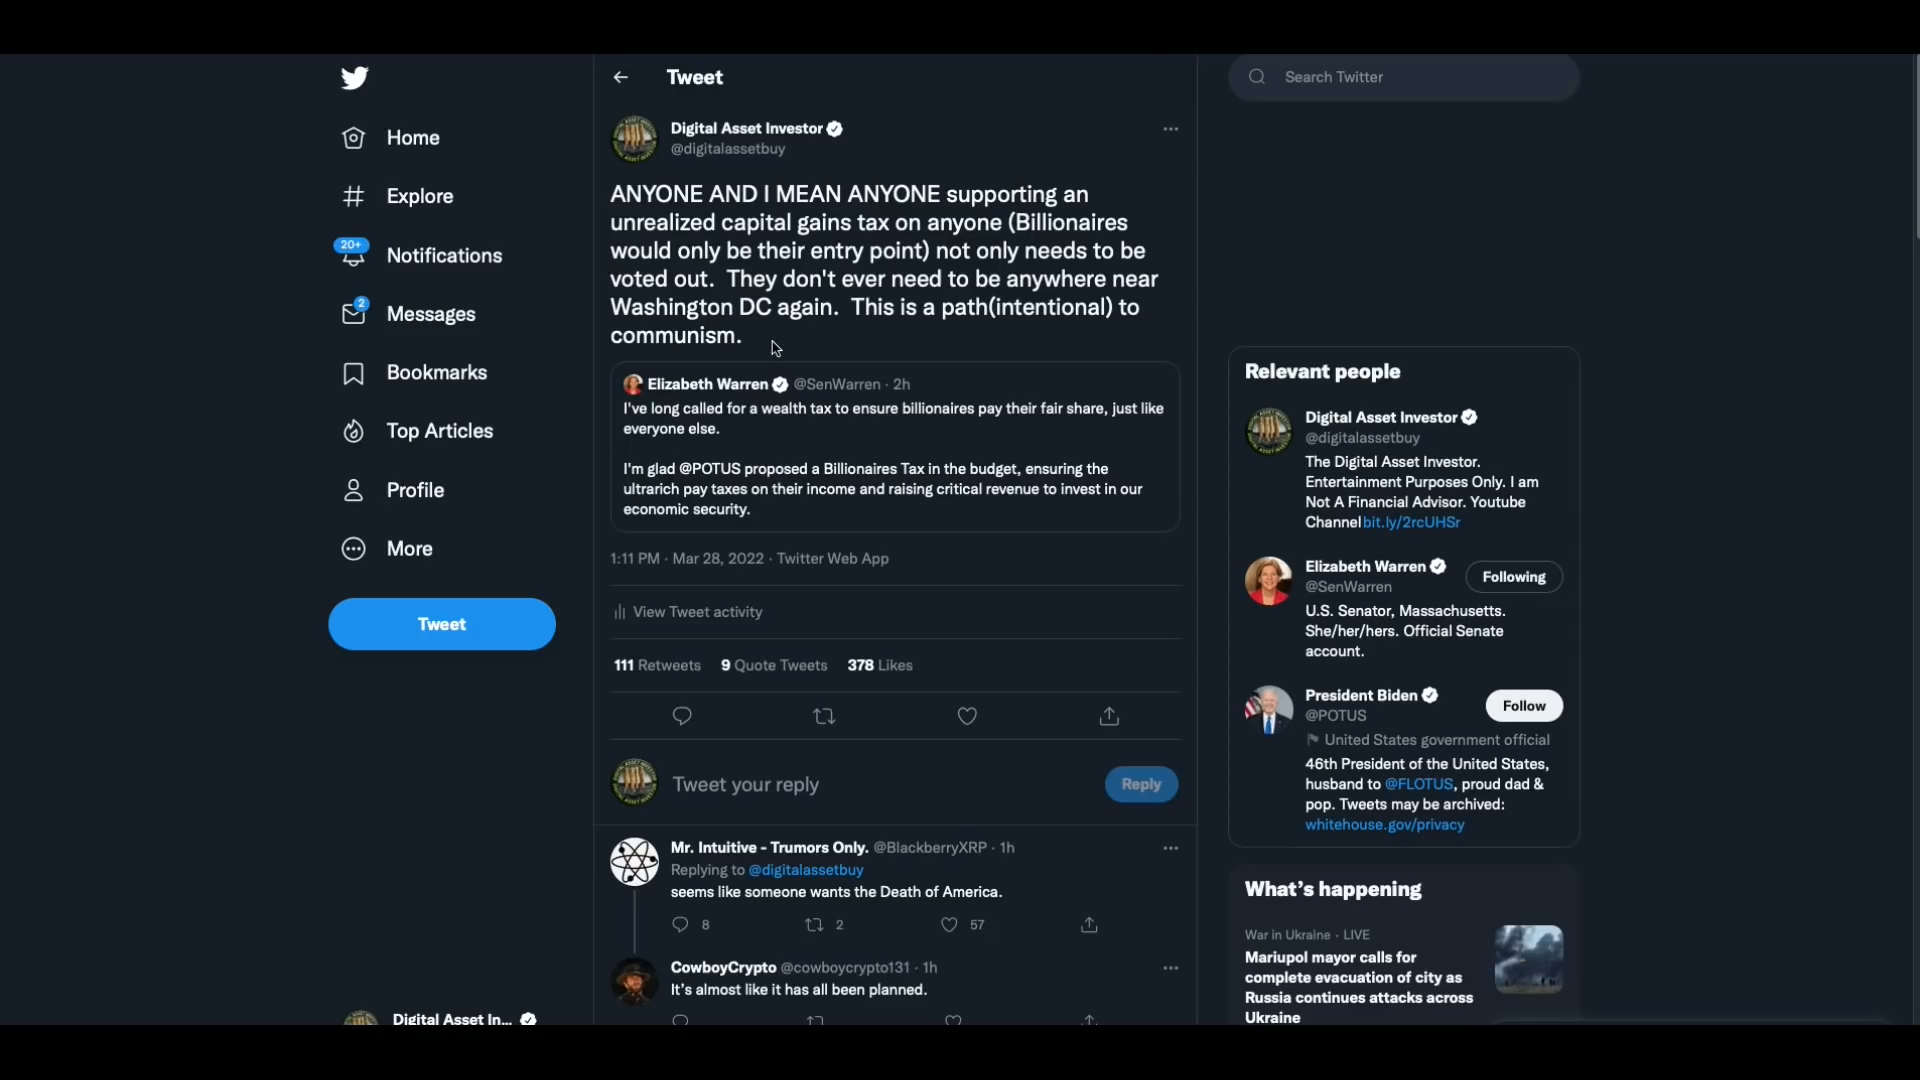 Home
Explore
20+
Notifications
2
Messages
Bookmarks
Top Articles
Profile
More
Tweet
Digital Asset In...
Tweet
Digital Asset Investor
@digitalassetbuy
ANYONE AND I MEAN ANYONE supporting an
unrealized capital gains tax on anyone (Billionaires
would only be their entry point) not only needs to be
voted out.  They don't ever need to be anywhere near
Washington DC again.  This is a path(intentional) to
communism.
Elizabeth Warren @SenWarren · 2h
I've long called for a wealth tax to ensure billionaires pay their fair share, just like
everyone else.
I'm glad @POTUS proposed a Billionaires Tax in the budget, ensuring the
ultrarich pay taxes on their income and raising critical revenue to invest in our
economic security.
1:11 PM · Mar 28, 2022 · Twitter Web App
View Tweet activity
111 Retweets 9 Quote Tweets 378 Likes
Tweet your reply
Reply
Mr. Intuitive - Trumors Only. @BlackberryXRP · 1h
Replying to @digitalassetbuy
seems like someone wants the Death of America.
8 2 57
CowboyCrypto @cowboycrypto131 · 1h
It's almost like it has all been planned.
Search Twitter
Relevant people
Digital Asset Investor
@digitalassetbuy
The Digital Asset Investor.
Entertainment Purposes Only. I am
Not A Financial Advisor. Youtube
Channel bit.ly/2rcUHSr
Elizabeth Warren
@SenWarren
Following
U.S. Senator, Massachusetts.
She/her/hers. Official Senate
account.
President Biden
@POTUS
Follow
United States government official
46th President of the United States,
husband to @FLOTUS, proud dad &
pop. Tweets may be archived:
whitehouse.gov/privacy
What's happening
War in Ukraine · LIVE
Mariupol mayor calls for
complete evacuation of city as
Russia continues attacks across
Ukraine